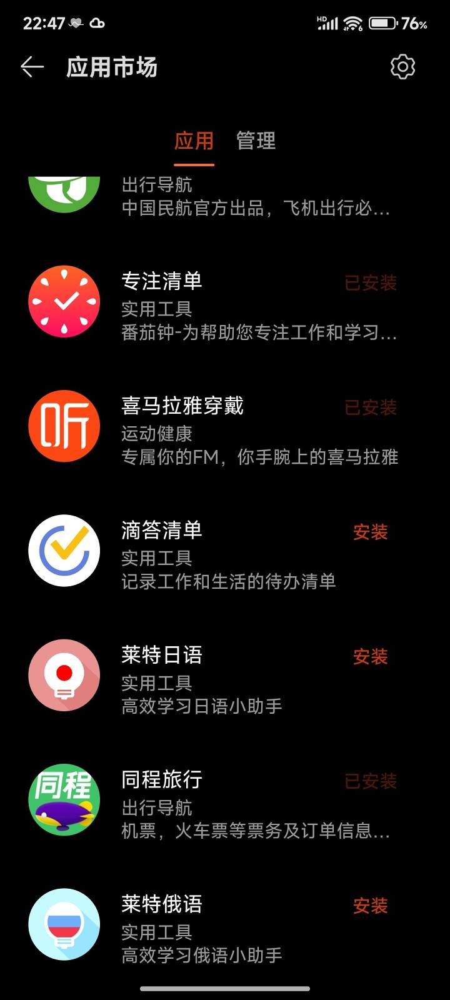 22:47
HD
6
76%
应用市场
应用 管理
出行导航
中国民航官方出品，飞机出行必...
专注清单
已安装
实用工具
番茄钟-为帮助您专注工作和学习...
听
喜马拉雅穿戴
已安装
运动健康
专属你的FM，你手腕上的喜马拉雅
滴答清单
安装
实用工具
记录工作和生活的待办清单
莱特日语
安装
实用工具
高效学习日语小助手
同程
同程旅行
已安装
出行导航
机票，火车票等票务及订单信息...
莱特俄语
安装
实用工具
高效学习俄语小助手